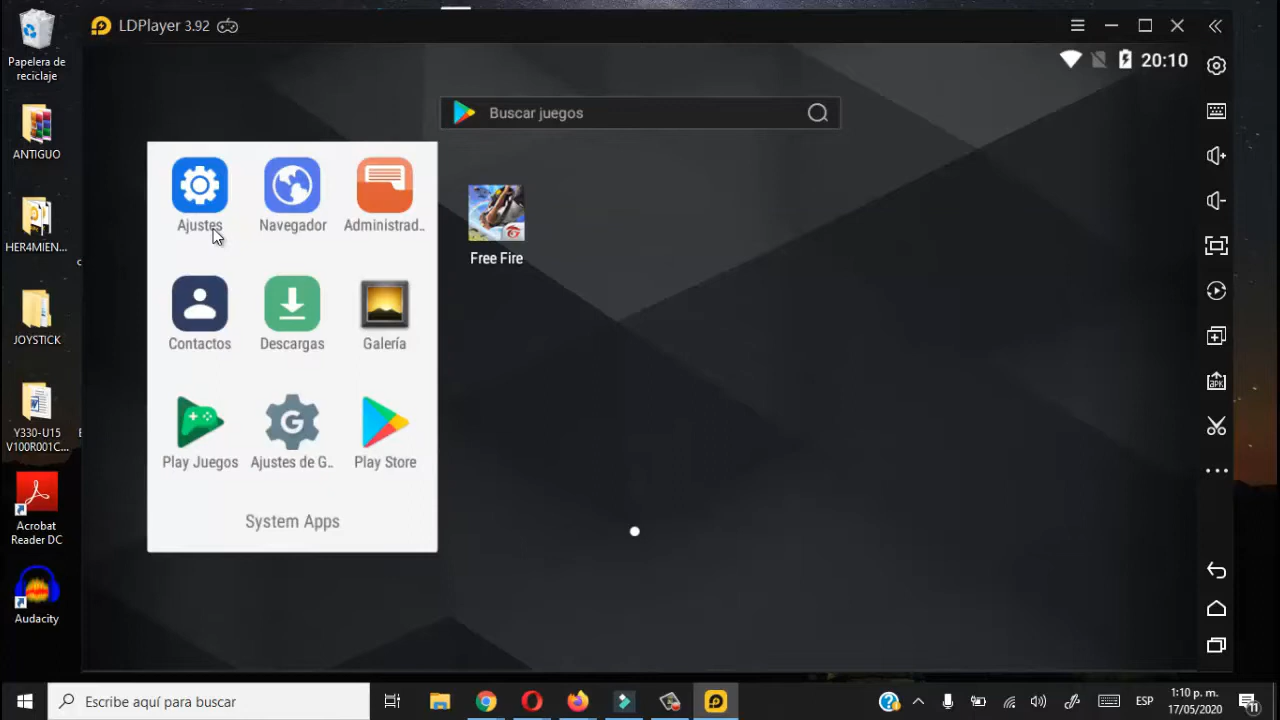 LDPlayer 3.92
20:10
Buscar juegos
Papelera de
reciclaje
ANTIGUO
HER4MIEN...
JOYSTICK
Y330-U15
V100R001C...
Acrobat
Reader DC
Audacity
Ajustes
Navegador
Administrad..
Contactos
Descargas
Galería
Play Juegos
Ajustes de G..
Play Store
System Apps
Free Fire
APK
Escribe aquí para buscar
ESP
1:10 p. m.
17/05/2020
11